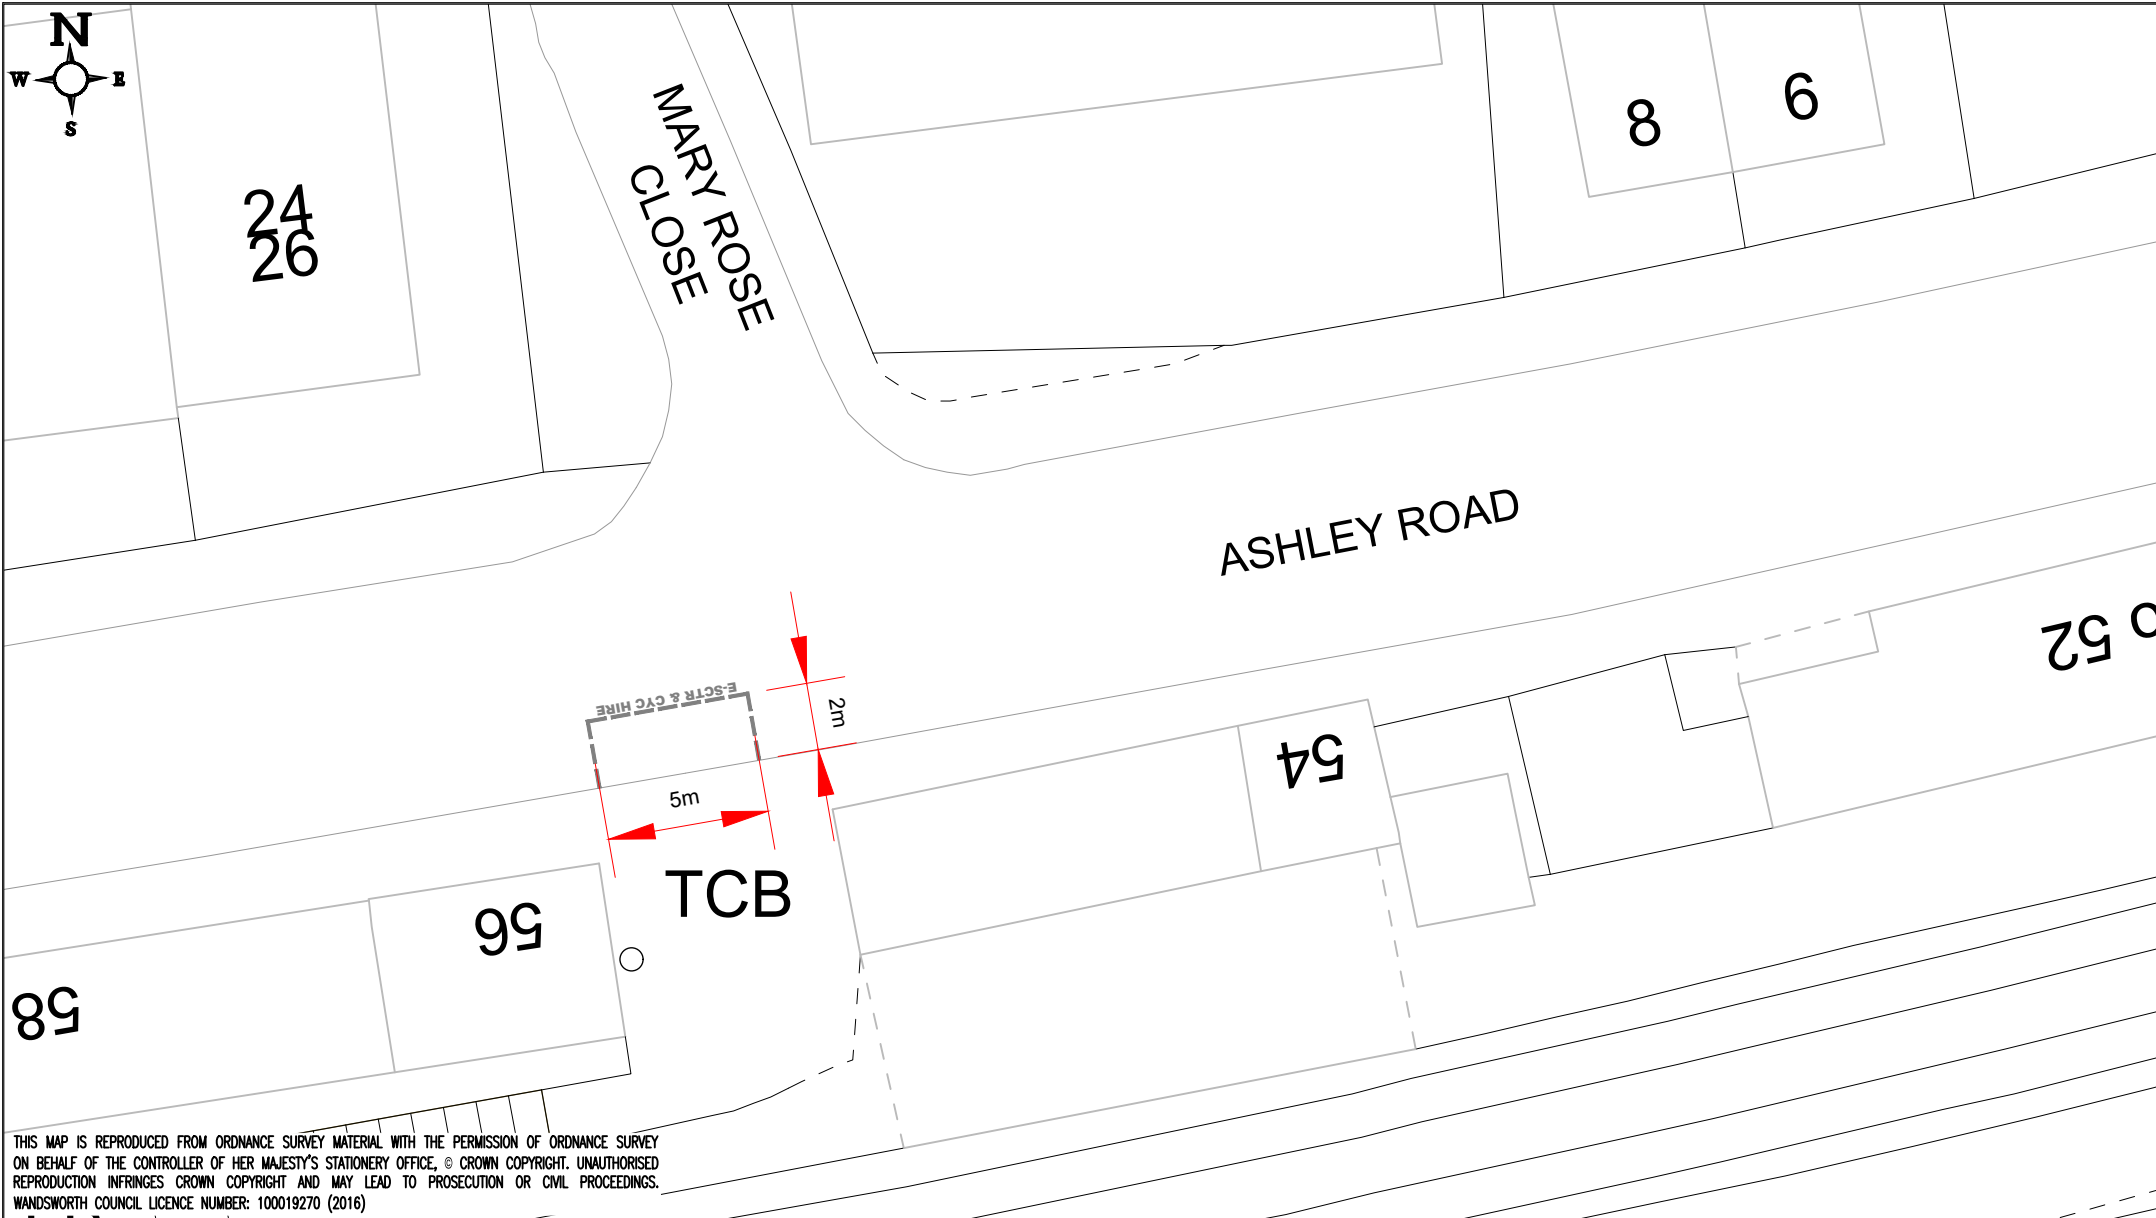 N
W E
S
24
26
MARY ROSE
CLOSE
8
6
ASHLEY ROAD
52
E-SCTR & CYC HIRE
2m
5m
54
TCB
56
58
THIS MAP IS REPRODUCED FROM ORDNANCE SURVEY MATERIAL WITH THE PERMISSION OF ORDNANCE SURVEY
ON BEHALF OF THE CONTROLLER OF HER MAJESTY'S STATIONERY OFFICE, © CROWN COPYRIGHT. UNAUTHORISED
REPRODUCTION INFRINGES CROWN COPYRIGHT AND MAY LEAD TO PROSECUTION OR CIVIL PROCEEDINGS.
WANDSWORTH COUNCIL LICENCE NUMBER: 100019270 (2016)